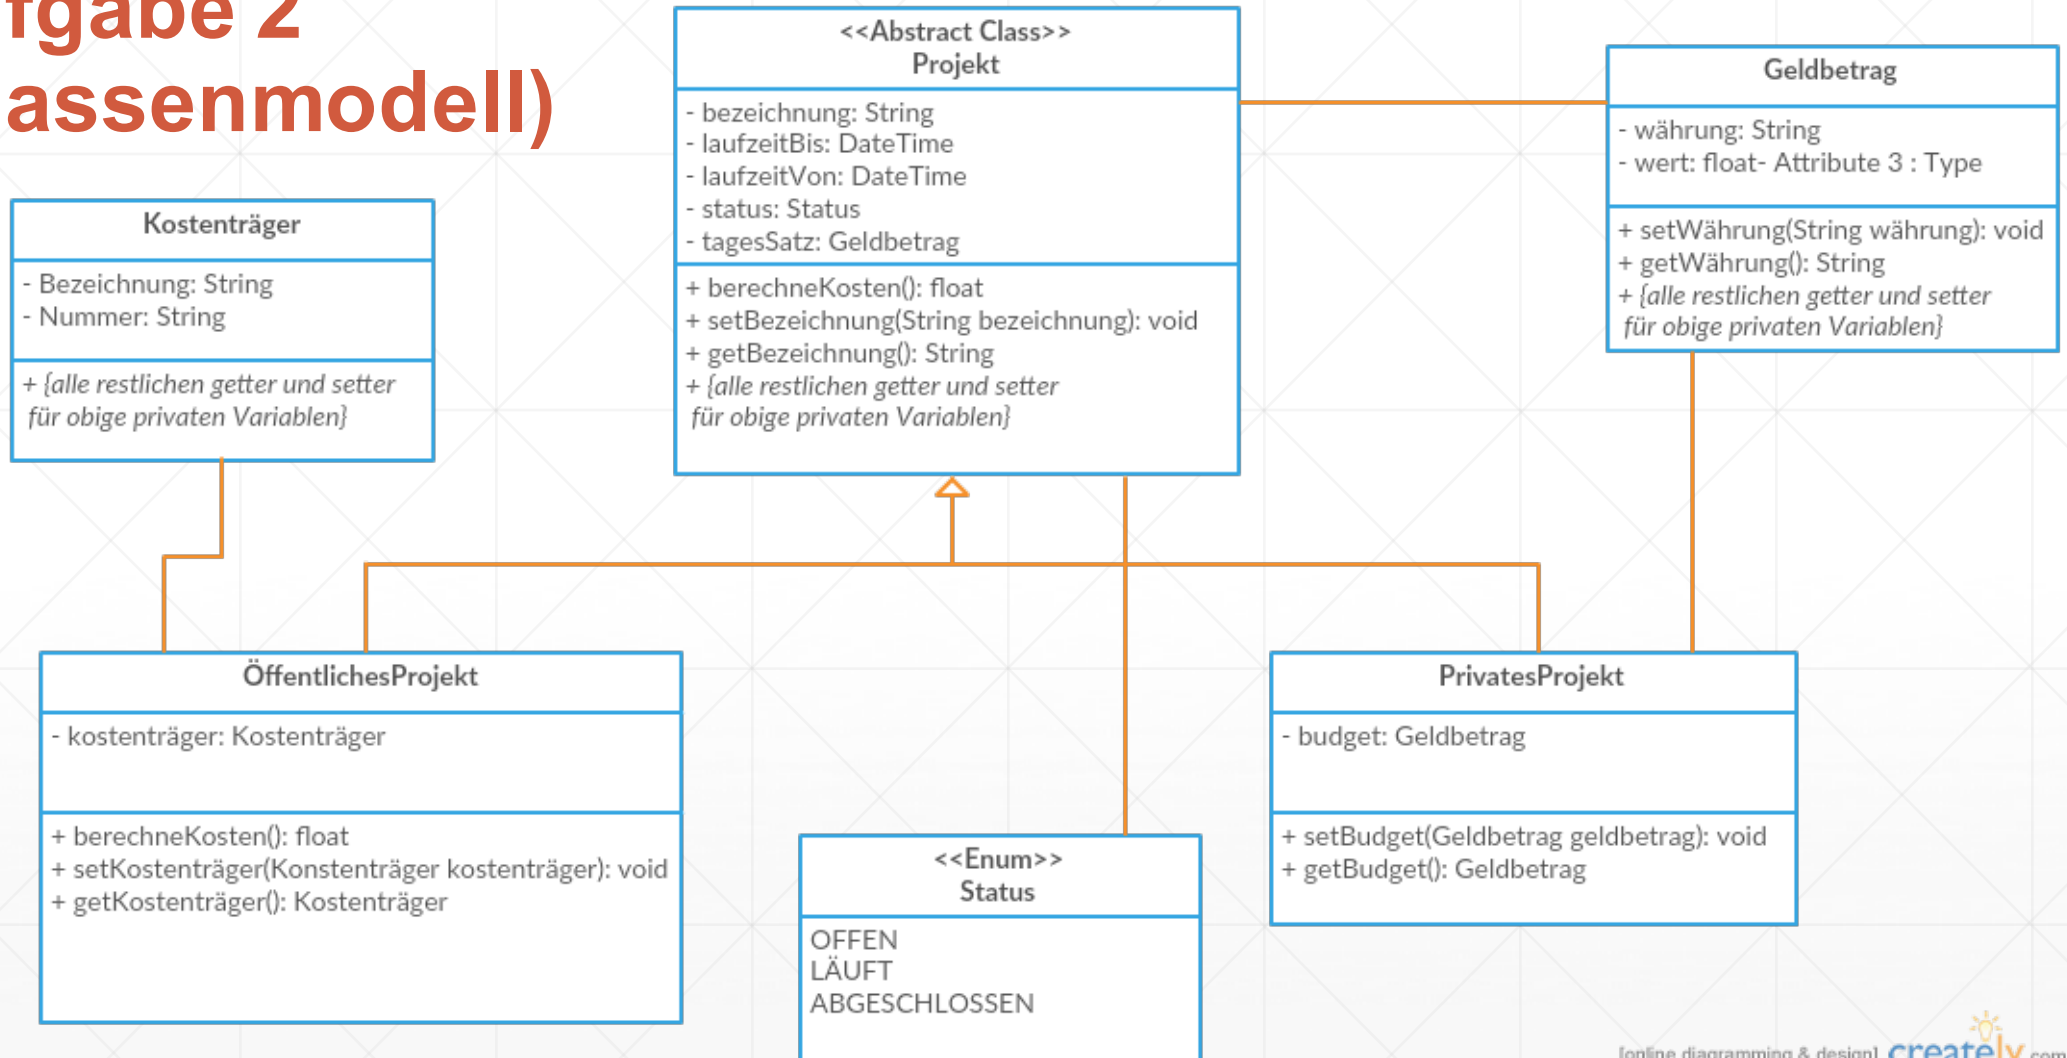 fgabe 2
assenmodell)
<<Abstract Class>>
Projekt
- bezeichnung: String
- laufzeitBis: DateTime
- laufzeitVon: DateTime
- status: Status
- tagesSatz: Geldbetrag
+ berechneKosten(): float
+ setBezeichnung(String bezeichnung): void
+ getBezeichnung(): String
+ {alle restlichen getter und setter
für obige privaten Variablen}
Geldbetrag
- währung: String
- wert: float- Attribute 3 : Type
+ setWährung(String währung): void
+ getWährung(): String
+ {alle restlichen getter und setter
für obige privaten Variablen}
Kostenträger
- Bezeichnung: String
- Nummer: String
+ {alle restlichen getter und setter
für obige privaten Variablen}
ÖffentlichesProjekt
- kostenträger: Kostenträger
+ berechneKosten(): float
+ setKostenträger(Konstenträger kostenträger): void
+ getKostenträger(): Kostenträger
<<Enum>>
Status
OFFEN
LÄUFT
ABGESCHLOSSEN
PrivatesProjekt
- budget: Geldbetrag
+ setBudget(Geldbetrag geldbetrag): void
+ getBudget(): Geldbetrag
[online diagramming & design] creately.com